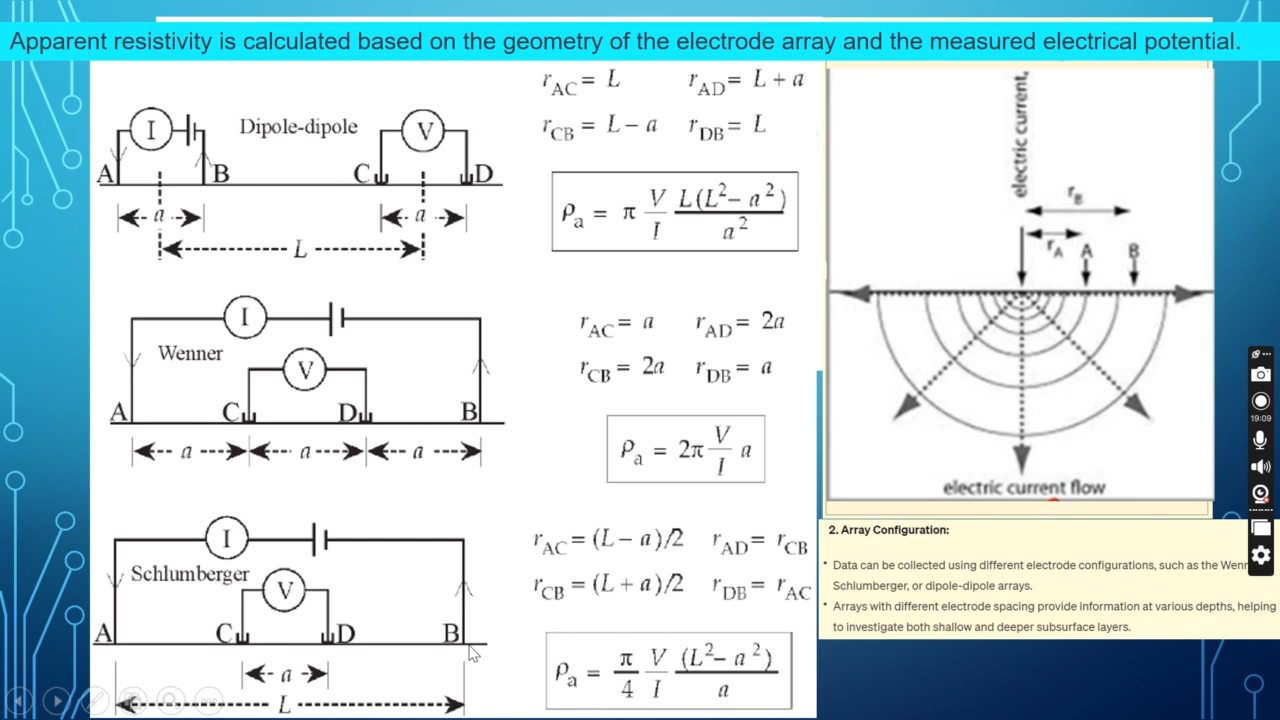 Apparent resistivity is calculated based on the geometry of the electrode array and the measured electrical potential.
I Dipole-dipole V
A B C D
a a
L
r_AC = L r_AD = L + a
r_CB = L − a r_DB = L
ρ_a = π V/I L(L² − a²)/a²
I
Wenner V
A C D B
a a a
r_AC = a r_AD = 2a
r_CB = 2a r_DB = a
ρ_a = 2π V/I a
I
Schlumberger V
A C D B
a
L
r_AC = (L − a)/2 r_AD = r_CB
r_CB = (L + a)/2 r_DB = r_AC
ρ_a = π/4 V/I (L² − a²)/a
electric current,
r_B
r_A A B
electric current flow
2. Array Configuration:
• Data can be collected using different electrode configurations, such as the Wenn
Schlumberger, or dipole-dipole arrays.
• Arrays with different electrode spacing provide information at various depths, helping
to investigate both shallow and deeper subsurface layers.
19:09